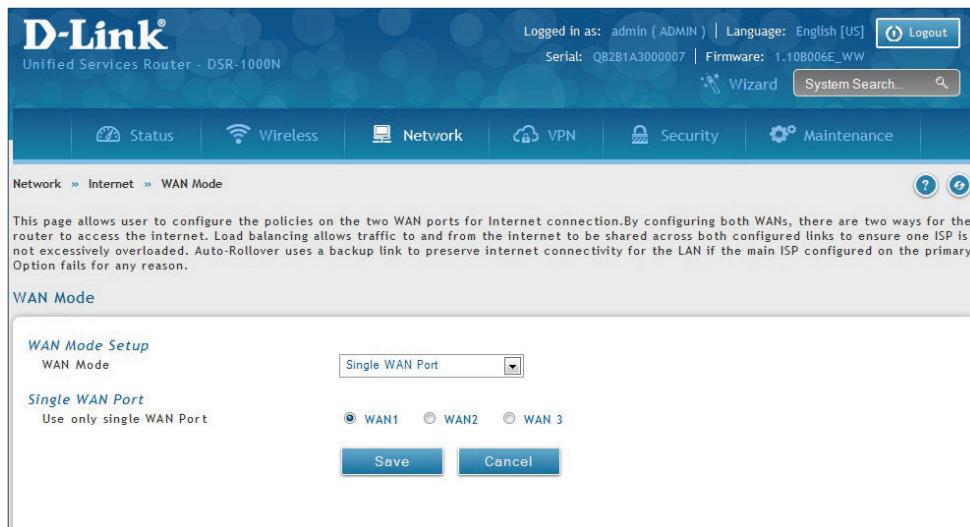 D-Link
Unified Services Router - DSR-1000N
Logged in as: admin ( ADMIN ) | Language: English [US]
Logout
Serial: QB2B1A3000007 | Firmware: 1.10B006E_WW
Wizard
System Search...
Status
Wireless
Network
VPN
Security
Maintenance
Network » Internet » WAN Mode
?
This page allows user to configure the policies on the two WAN ports for Internet connection.By configuring both WANs, there are two ways for the
router to access the internet. Load balancing allows traffic to and from the internet to be shared across both configured links to ensure one ISP is
not excessively overloaded. Auto-Rollover uses a backup link to preserve internet connectivity for the LAN if the main ISP configured on the primary
Option fails for any reason.
WAN Mode
WAN Mode Setup
WAN Mode
Single WAN Port
Single WAN Port
Use only single WAN Port
WAN1
WAN2
WAN 3
Save
Cancel